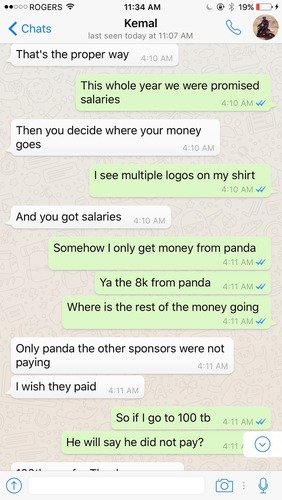 ROGERS 11:34 AM 19%
Chats Kemal
last seen today at 11:07 AM
That's the proper way 4:10 AM
This whole year we were promised
salaries 4:10 AM
Then you decide where your money
goes 4:10 AM
I see multiple logos on my shirt
4:10 AM
And you got salaries 4:10 AM
Somehow I only get money from panda
4:11 AM
Ya the 8k from panda 4:11 AM
Where is the rest of the money going
4:11 AM
Only panda the other sponsors were not
paying 4:11 AM
I wish they paid 4:11 AM
So if I go to 100 tb 4:11
He will say he did not pay? 4:11